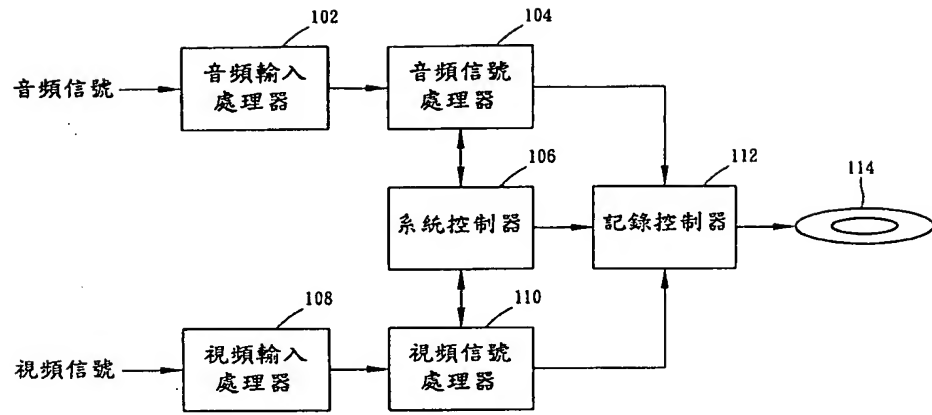 102
104
音頻信號
音頻輸入
處理器
音頻信號
處理器
106
112
114
系統控制器
記錄控制器
108
110
視頻信號
視頻輸入
處理器
視頻信號
處理器